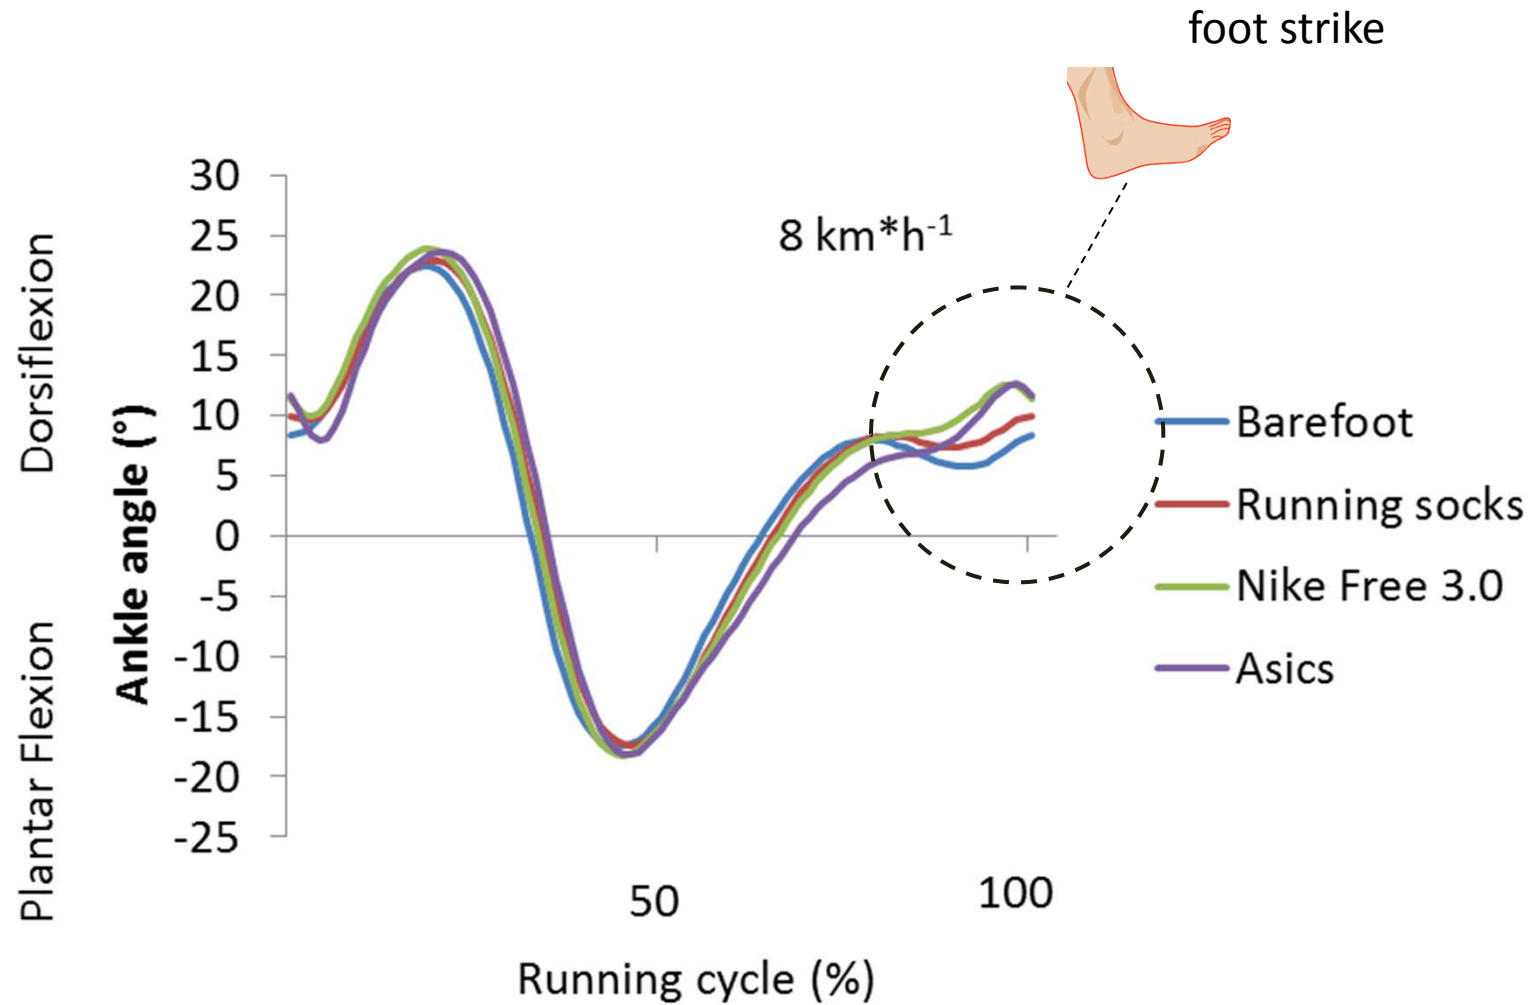 foot strike
8 km*h-1
30
25
20
15
10
5
0
-5
-10
-15
-20
-25
Dorsiflexion
Plantar Flexion
Ankle angle (°)
50
100
Running cycle (%)
Barefoot
Running socks
Nike Free 3.0
Asics